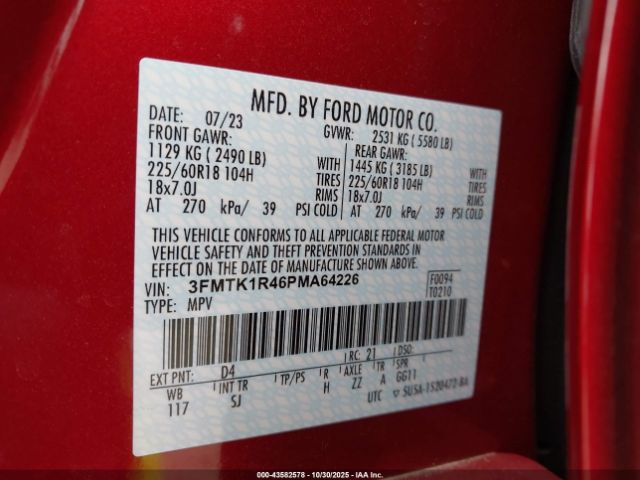 MFD. BY FORD MOTOR CO.
DATE: 07/23
GVWR: 2531 KG ( 5580 LB)
FRONT GAWR:
REAR GAWR:
1129 KG ( 2490 LB) WITH
1445 KG ( 3185 LB) WITH
225/60R18 104H TIRES
225/60R18 104H TIRES
18x7.0J RIMS
18x7.0J RIMS
AT 270 kPa/ 39 PSI COLD
AT 270 kPa/ 39 PSI COLD
THIS VEHICLE CONFORMS TO ALL APPLICABLE FEDERAL MOTOR
VEHICLE SAFETY AND THEFT PREVENTION STANDARDS IN
EFFECT ON THE DATE OF MANUFACTURE SHOWN ABOVE.
VIN: 3FMTK1R46PMA64226
F0094
TYPE: MPV
T0210
EXT PNT: D4 RC: 21 DSO:
WB INT TR TP/PS R AXLE TR SPR
117 SJ H ZZ A GG11
UTC SU5A-1520472-BA
000-43582578 - 10/30/2025 - IAA Inc.